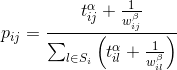 p_{ij} = \frac{t_{ij}^{\alpha} + \frac{1}{w_{ij}^{\beta}}}{\sum_{l \in S_i} \left( t_{il}^{\alpha} + \frac{1}{w_{il}^{\beta}} \right)}